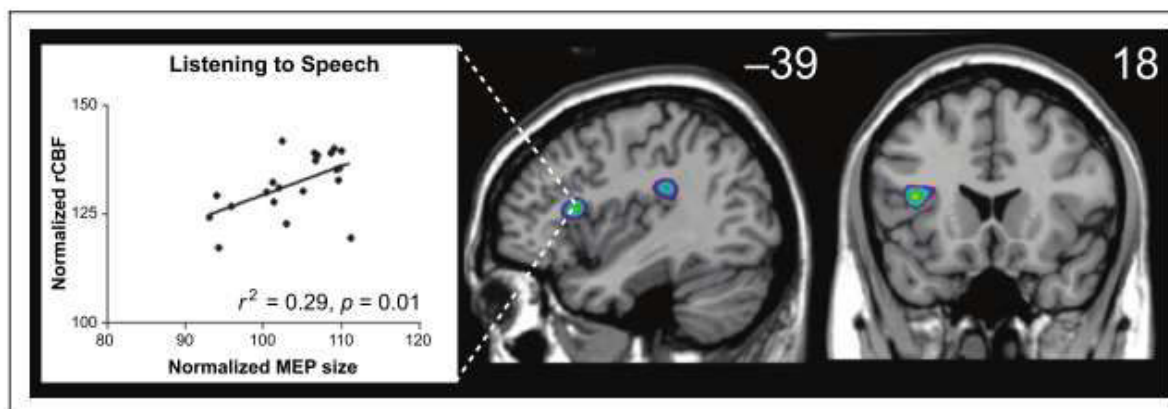 Listening to Speech
–39
18
150
125
100
Normalized rCBF
r² = 0.29, p = 0.01
80
90
100
110
120
Normalized MEP size